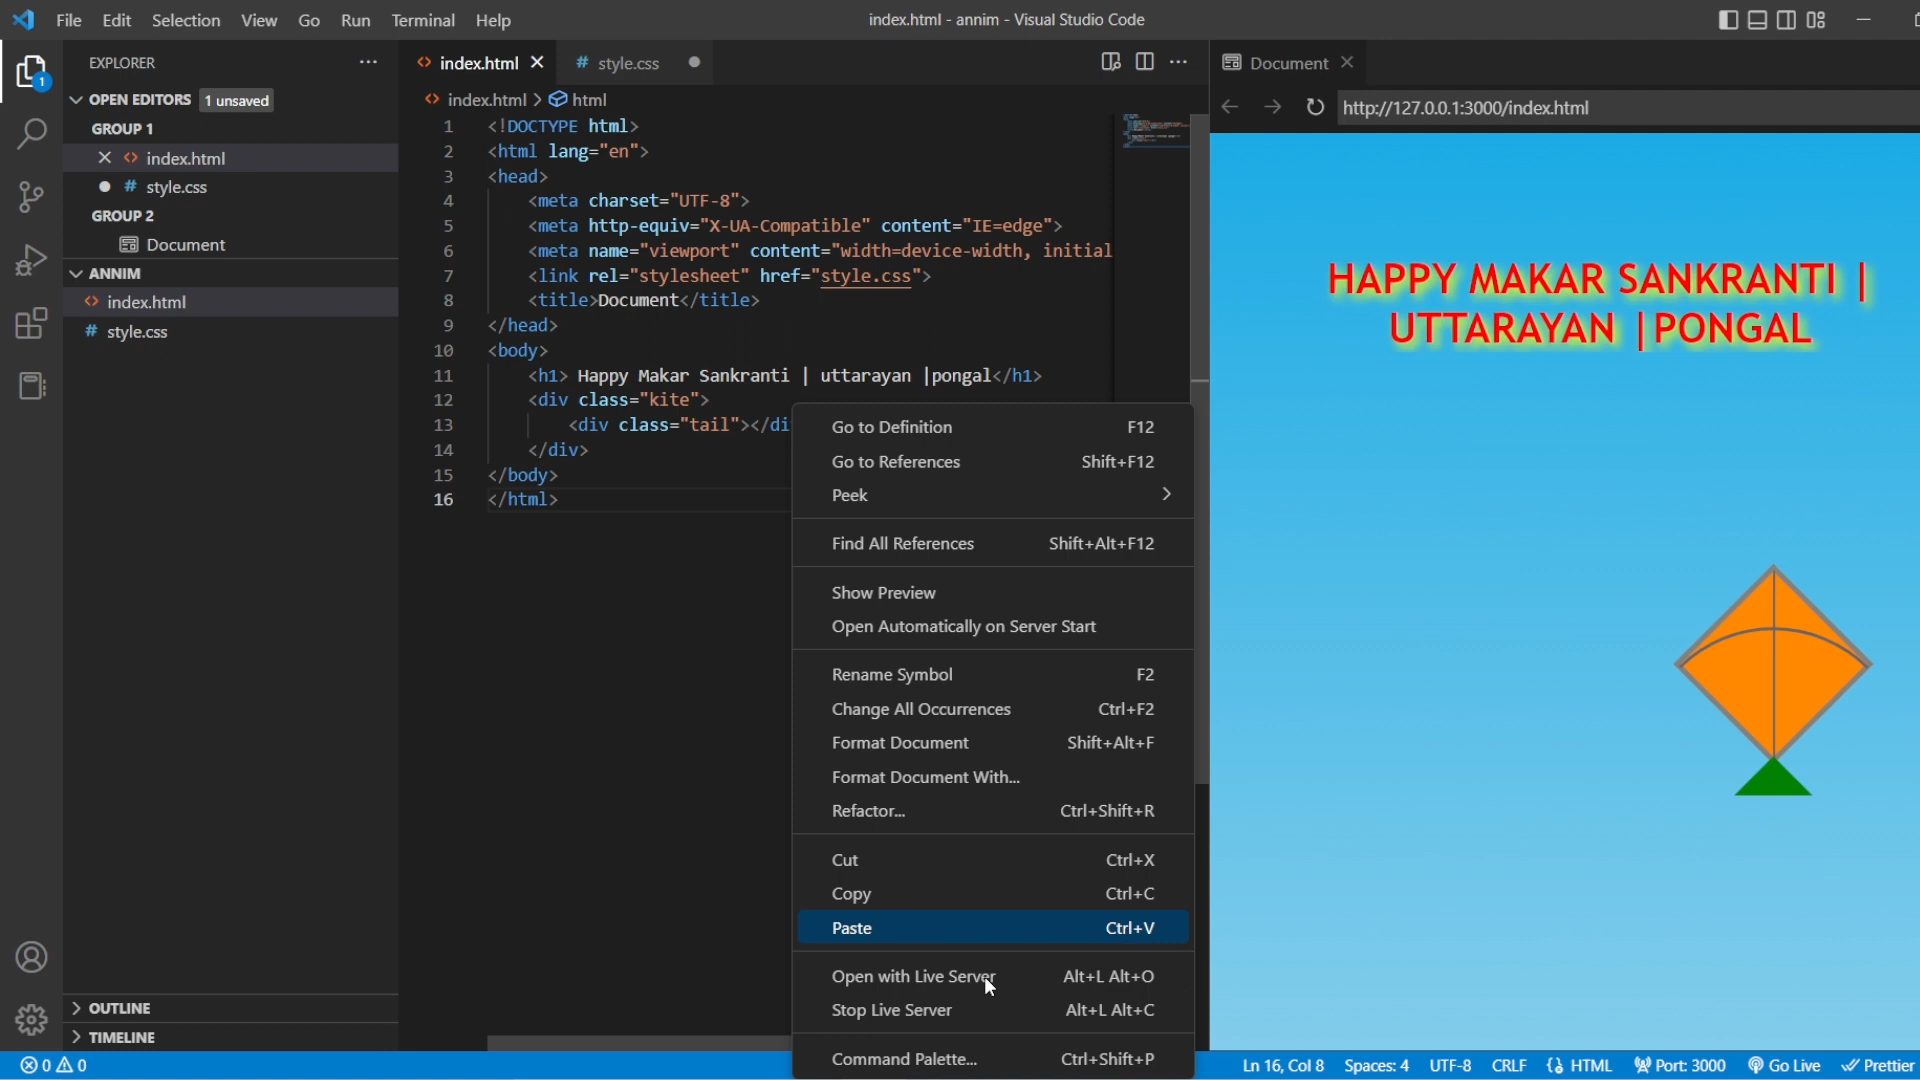 File Edit Selection View Go Run Terminal Help
index.html - annim - Visual Studio Code
EXPLORER
1
OPEN EDITORS 1 unsaved
GROUP 1
index.html
# style.css
GROUP 2
Document
ANNIM
index.html
# style.css
OUTLINE
TIMELINE
index.html # style.css
index.html > html
1 <!DOCTYPE html>
2 <html lang="en">
3 <head>
4 <meta charset="UTF-8">
5 <meta http-equiv="X-UA-Compatible" content="IE=edge">
6 <meta name="viewport" content="width=device-width, initial
7 <link rel="stylesheet" href="style.css">
8 <title>Document</title>
9 </head>
10 <body>
11 <h1> Happy Makar Sankranti | uttarayan |pongal</h1>
12 <div class="kite">
13 <div class="tail"></di
14 </div>
15 </body>
16 </html>
Go to Definition F12
Go to References Shift+F12
Peek
Find All References Shift+Alt+F12
Show Preview
Open Automatically on Server Start
Rename Symbol F2
Change All Occurrences Ctrl+F2
Format Document Shift+Alt+F
Format Document With...
Refactor... Ctrl+Shift+R
Cut Ctrl+X
Copy Ctrl+C
Paste Ctrl+V
Open with Live Server Alt+L Alt+O
Stop Live Server Alt+L Alt+C
Command Palette... Ctrl+Shift+P
Document
http://127.0.0.1:3000/index.html
HAPPY MAKAR SANKRANTI |
UTTARAYAN |PONGAL
0 0
Ln 16, Col 8 Spaces: 4 UTF-8 CRLF {} HTML Port: 3000 Go Live Prettier